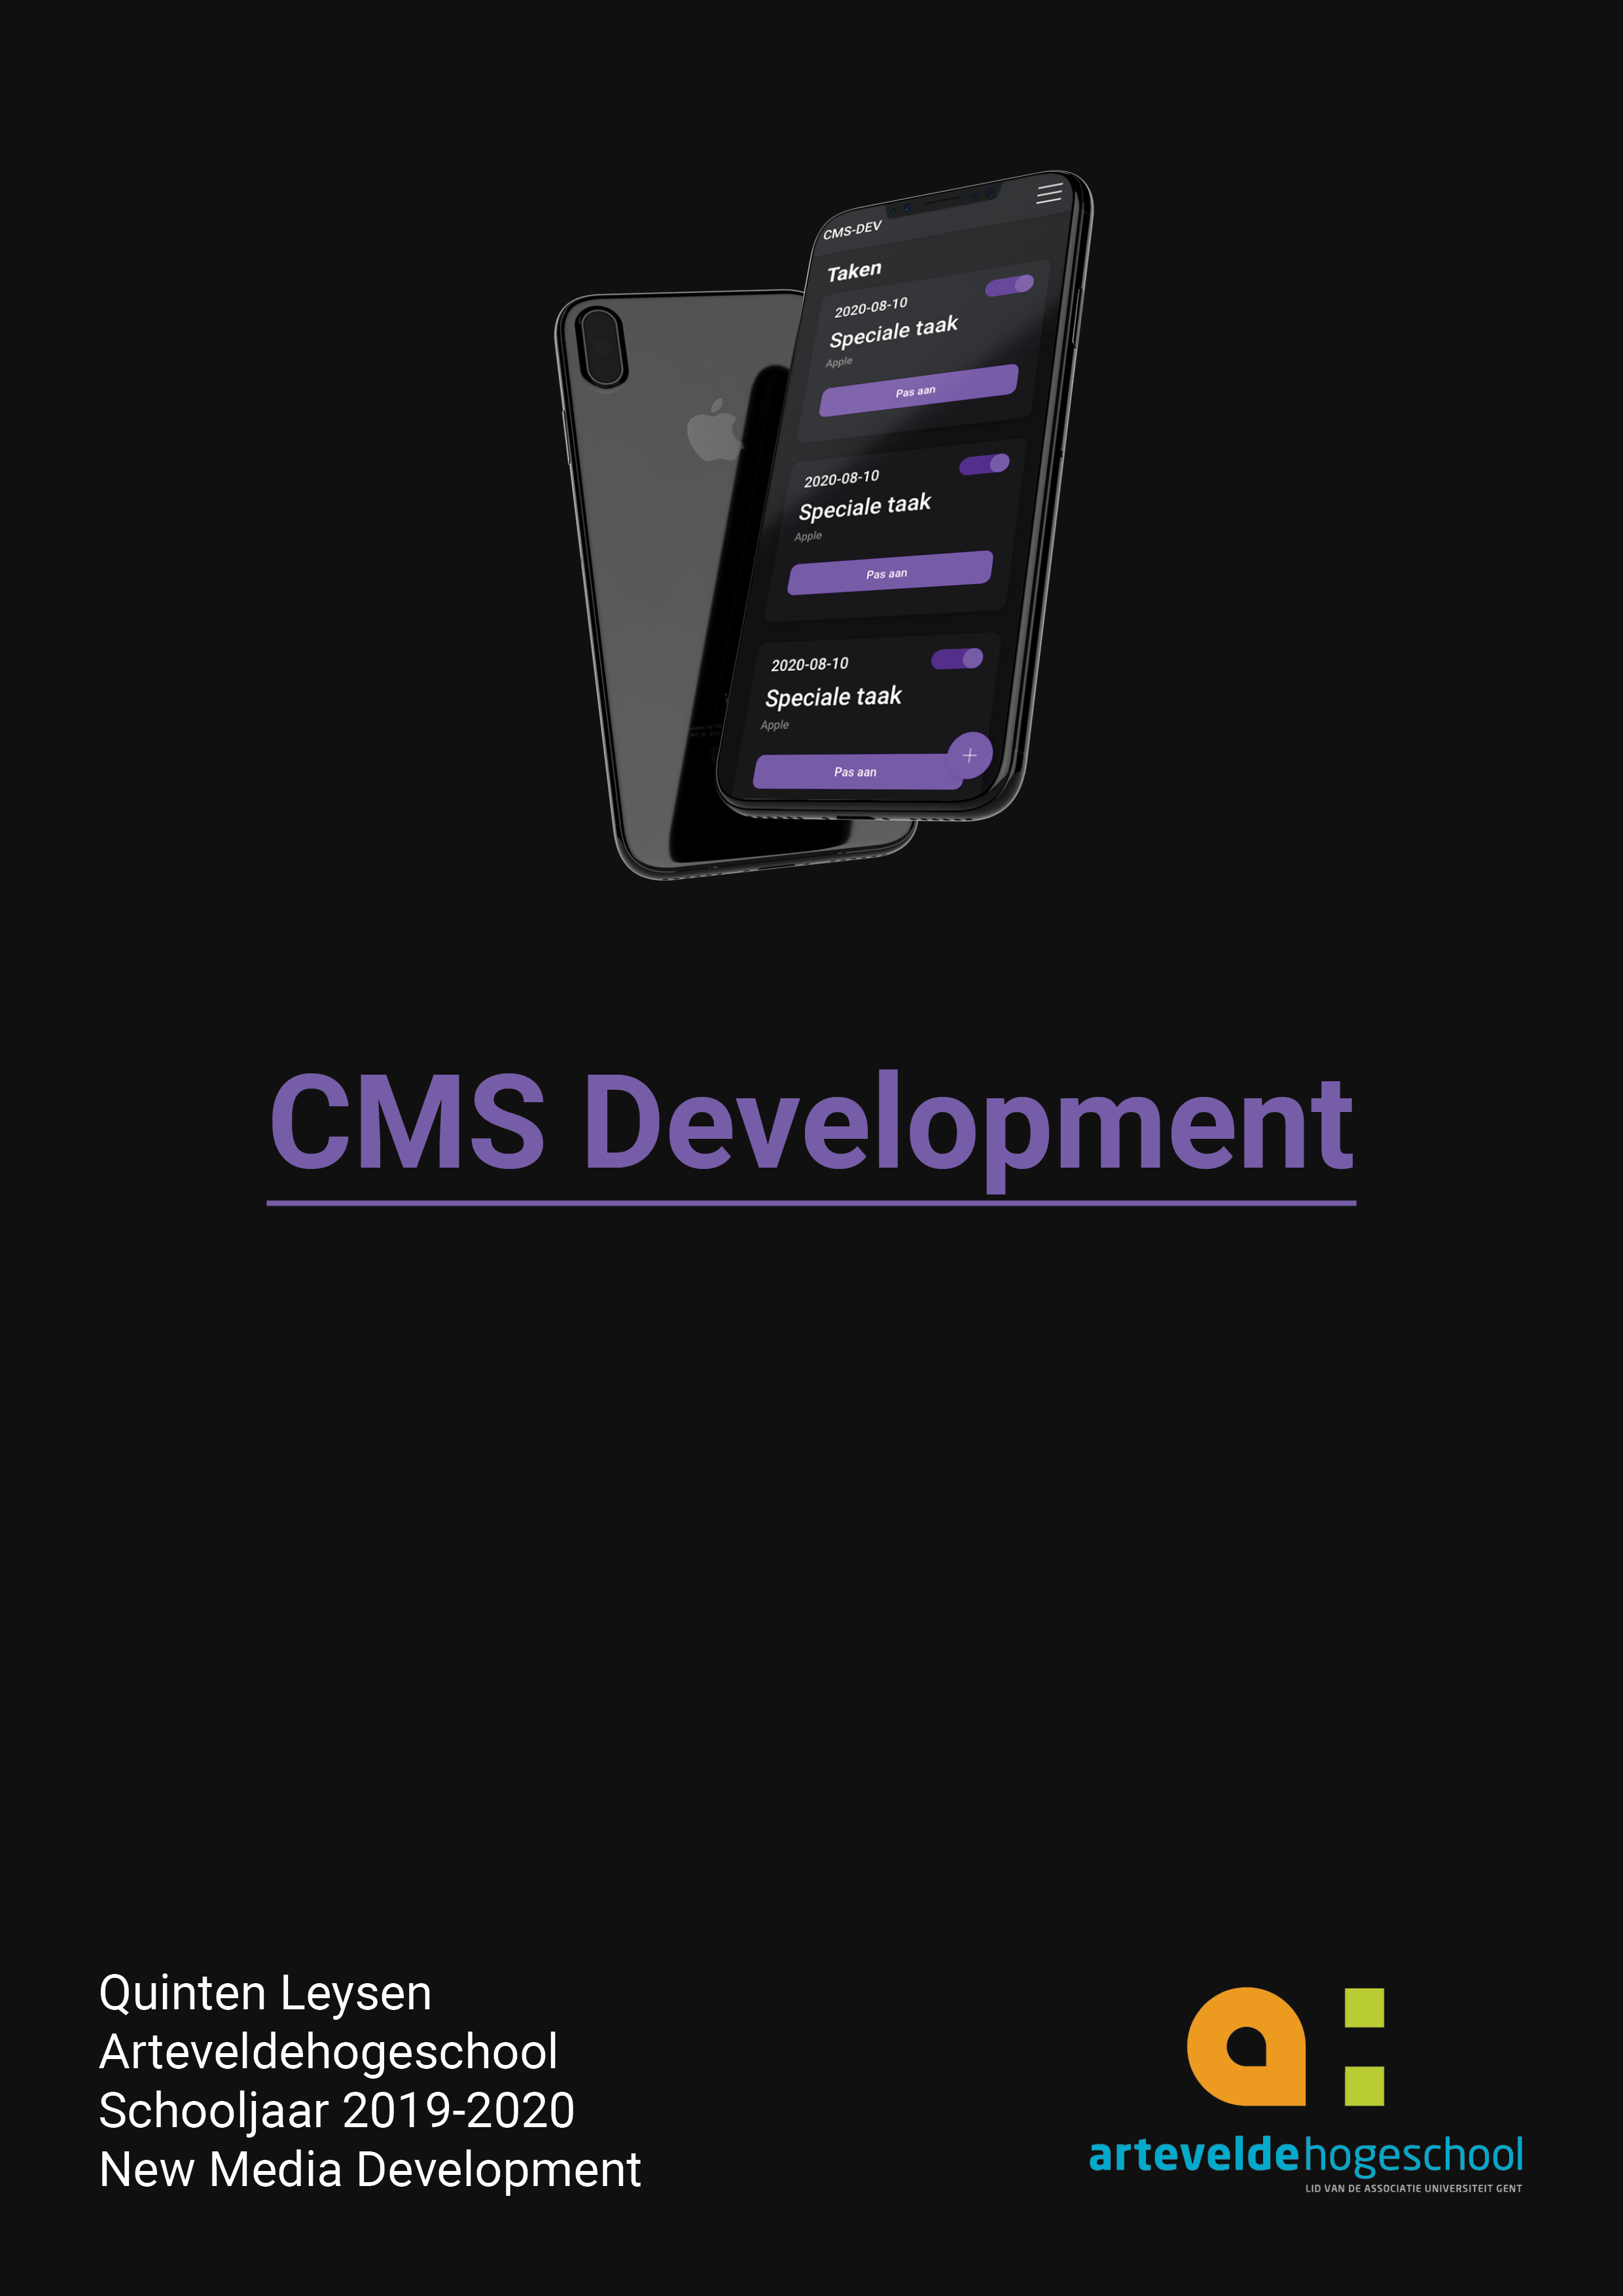 CMS-DEV
Taken
2020-08-10
Speciale taak
Apple
Pas aan
2020-08-10
Speciale taak
Apple
Pas aan
2020-08-10
Speciale taak
Apple
Pas aan
CMS Development
Quinten Leysen
Arteveldehogeschool
Schooljaar 2019-2020
New Media Development
a:
arteveldehogeschool
LID VAN DE ASSOCIATIE UNIVERSITEIT GENT